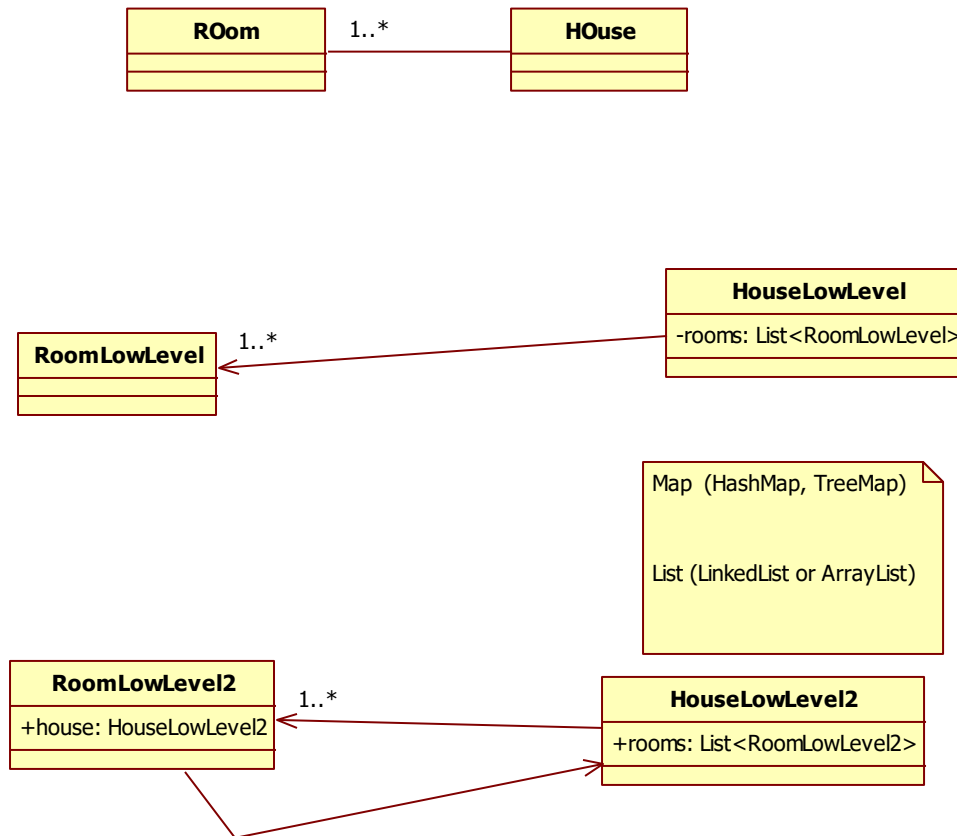 ROom
1..*
HOuse
HouseLowLevel
-rooms: List<RoomLowLevel>
1..*
RoomLowLevel
Map  (HashMap, TreeMap)
List (LinkedList or ArrayList)
RoomLowLevel2
+house: HouseLowLevel2
1..*
HouseLowLevel2
+rooms: List<RoomLowLevel2>